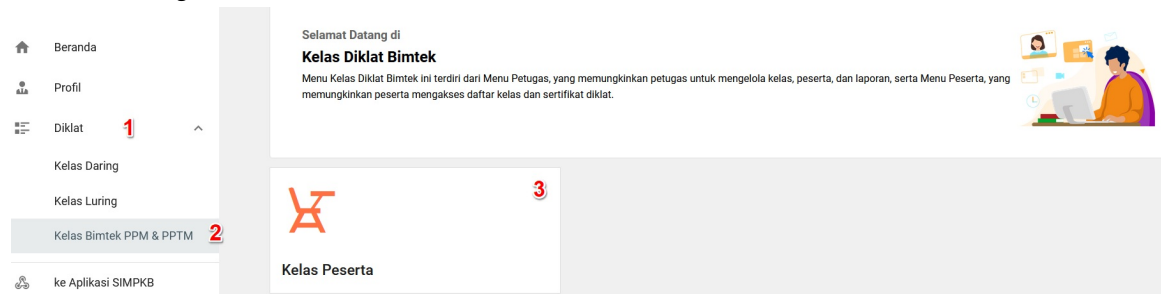 Beranda
Profil
Diklat 1
Kelas Daring
Kelas Luring
Kelas Bimtek PPM & PPTM 2
ke Aplikasi SIMPKB
Selamat Datang di
Kelas Diklat Bimtek
Menu Kelas Diklat Bimtek ini terdiri dari Menu Petugas, yang memungkinkan petugas untuk mengelola kelas, peserta, dan laporan, serta Menu Peserta, yang
memungkinkan peserta mengakses daftar kelas dan sertifikat diklat.
3
Kelas Peserta